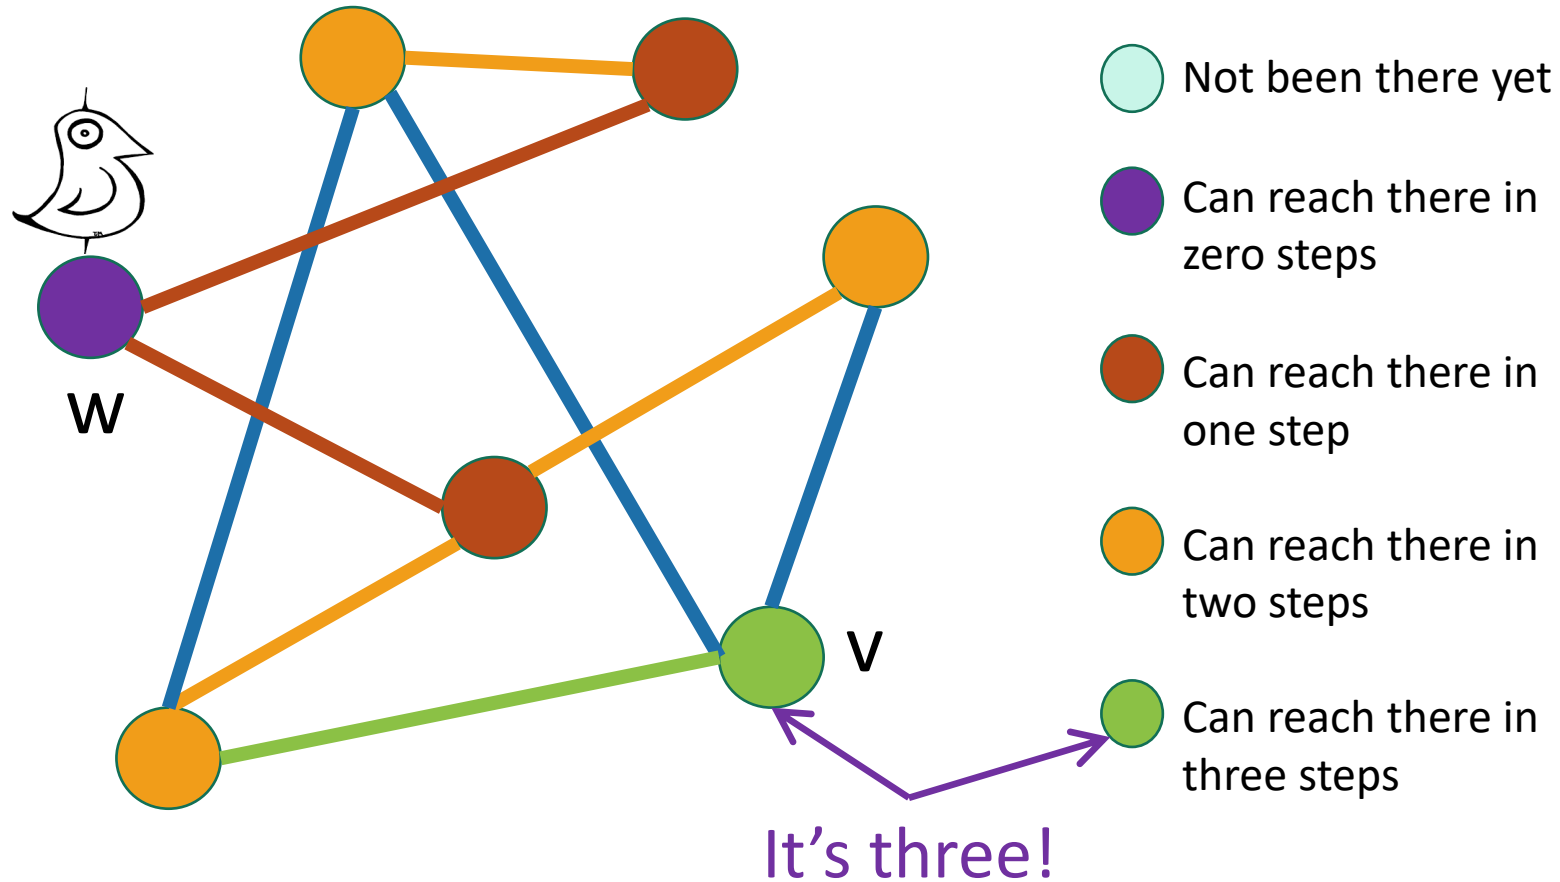 Not been there yet
Can reach there in
zero steps
w
Can reach there in
one step
Can reach there in
two steps
v
Can reach there in
three steps
It’s three!